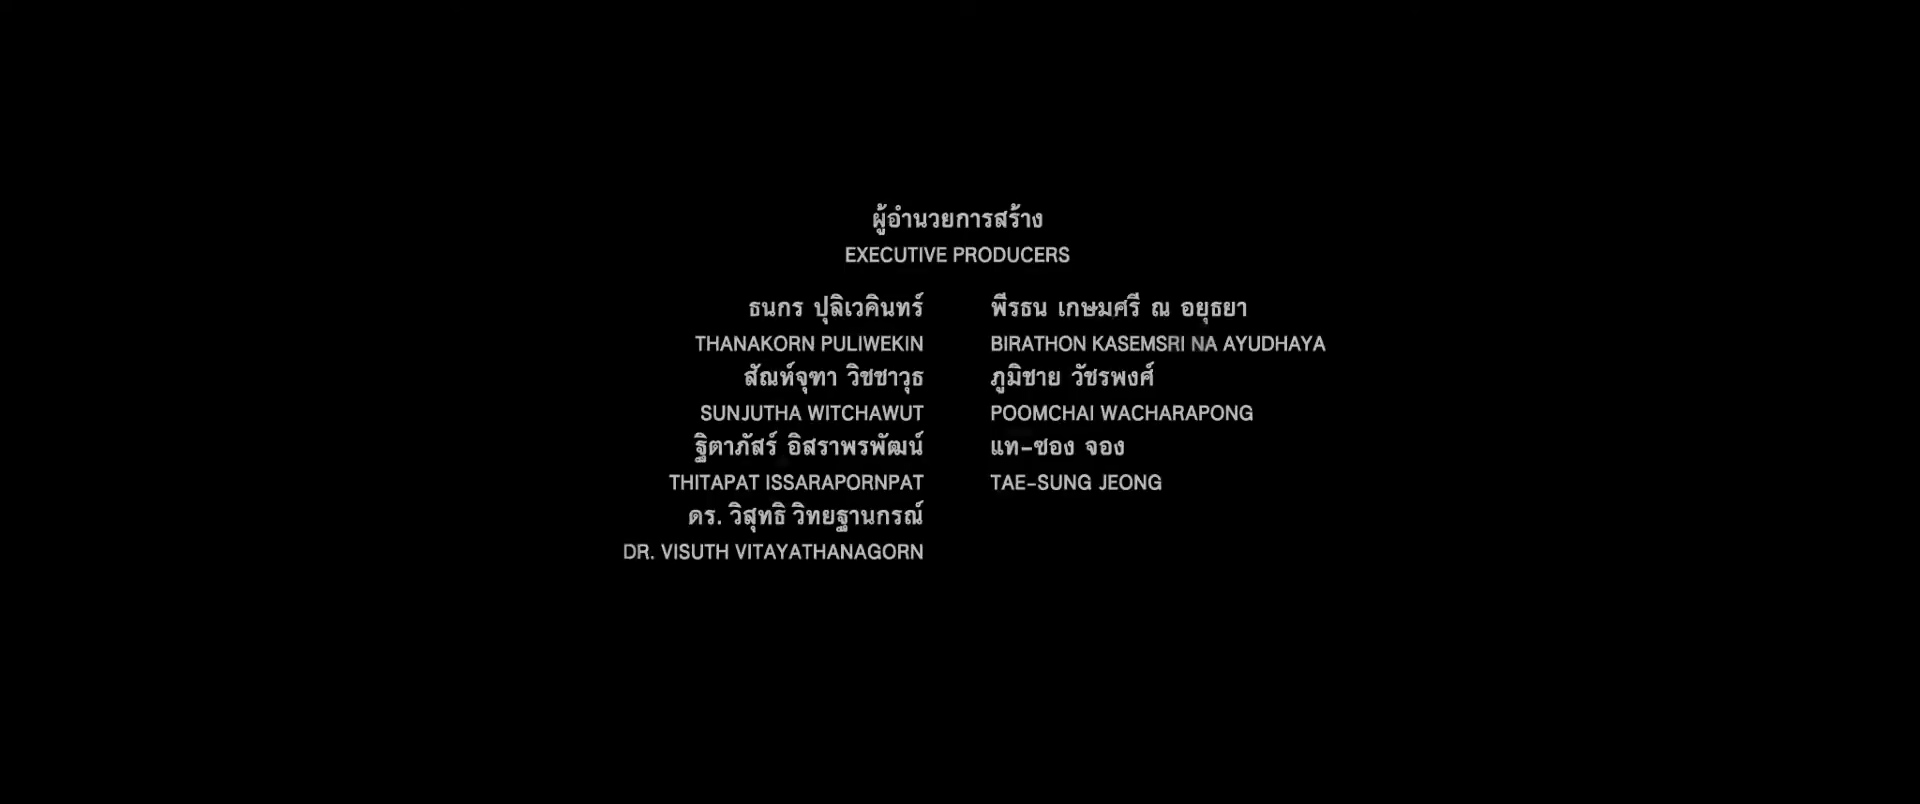 ผู้อำนวยการสร้าง
EXECUTIVE PRODUCERS
ธนกร ปุลิเวคินทร์
THANAKORN PULIWEKIN
สัณห์จุฑา วิชชาวุธ
SUNJUTHA WITCHAWUT
ฐิตาภัสร์ อิสราพรพัฒน์
THITAPAT ISSARAPORNPAT
ดร. วิสุทธิ วิทยฐานกรณ์
DR. VISUTH VITAYATHANAGORN
พีรธน เกษมศรี ณ อยุธยา
BIRATHON KASEMSRI NA AYUDHAYA
ภูมิชาย วัชรพงศ์
POOMCHAI WACHARAPONG
แท-ซอง จอง
TAE-SUNG JEONG